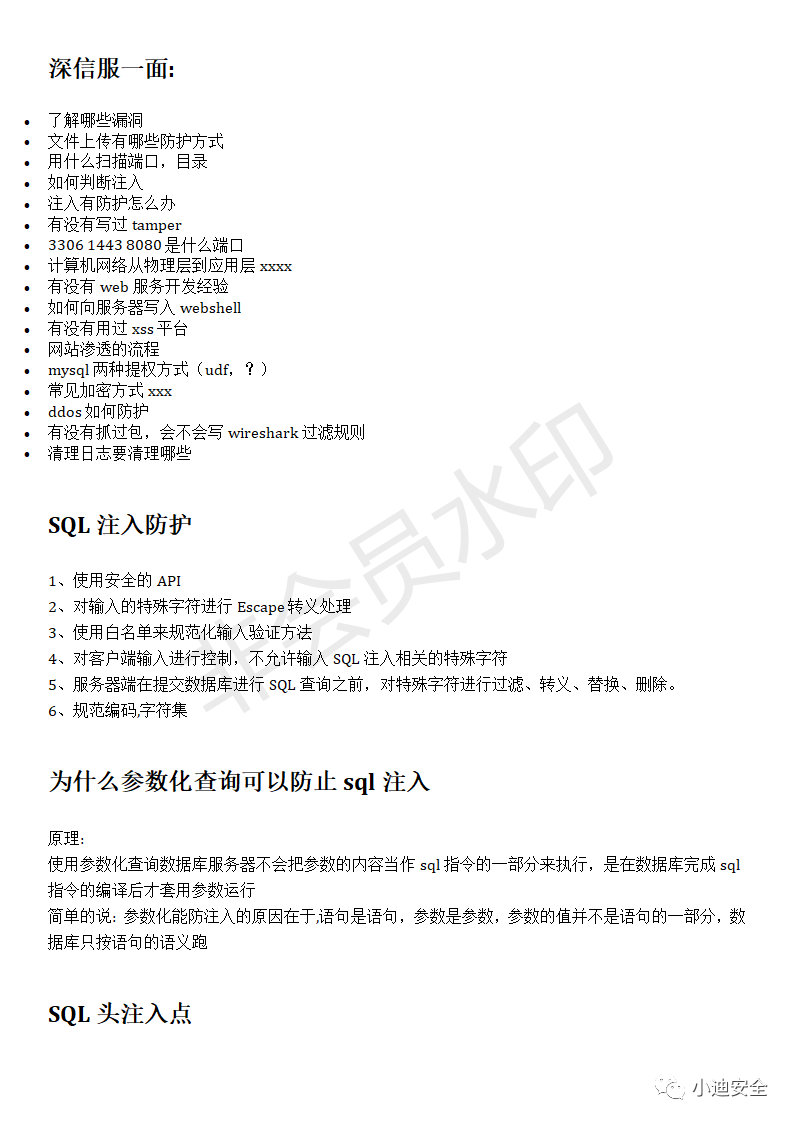 深信服一面:
• 了解哪些漏洞
• 文件上传有哪些防护方式
• 用什么扫描端口，目录
• 如何判断注入
• 注入有防护怎么办
• 有没有写过 tamper
• 3306 1443 8080 是什么端口
• 计算机网络从物理层到应用层 xxxx
• 有没有 web 服务开发经验
• 如何向服务器写入 webshell
• 有没有用过 xss 平台
• 网站渗透的流程
• mysql 两种提权方式（udf，？）
• 常见加密方式 xxx
• ddos 如何防护
• 有没有抓过包，会不会写 wireshark 过滤规则
• 清理日志要清理哪些
SQL 注入防护
1、使用安全的 API
2、对输入的特殊字符进行 Escape 转义处理
3、使用白名单来规范化输入验证方法
4、对客户端输入进行控制，不允许输入 SQL 注入相关的特殊字符
5、服务器端在提交数据库进行 SQL 查询之前，对特殊字符进行过滤、转义、替换、删除。
6、规范编码,字符集
为什么参数化查询可以防止 sql 注入
原理：
使用参数化查询数据库服务器不会把参数的内容当作 sql 指令的一部分来执行，是在数据库完成 sql
指令的编译后才套用参数运行
简单的说: 参数化能防注入的原因在于,语句是语句，参数是参数，参数的值并不是语句的一部分，数
据库只按语句的语义跑
SQL 头注入点
非会员水印
小迪安全